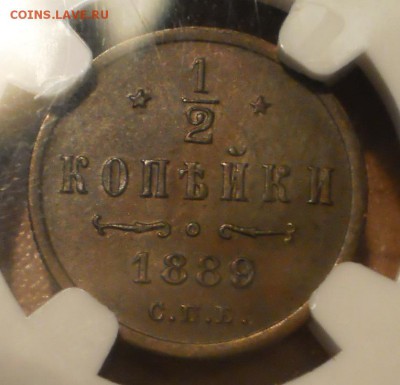 COINS.LAVE.RU
1/2
КОПѢЙКИ
1889
С.П.Б.